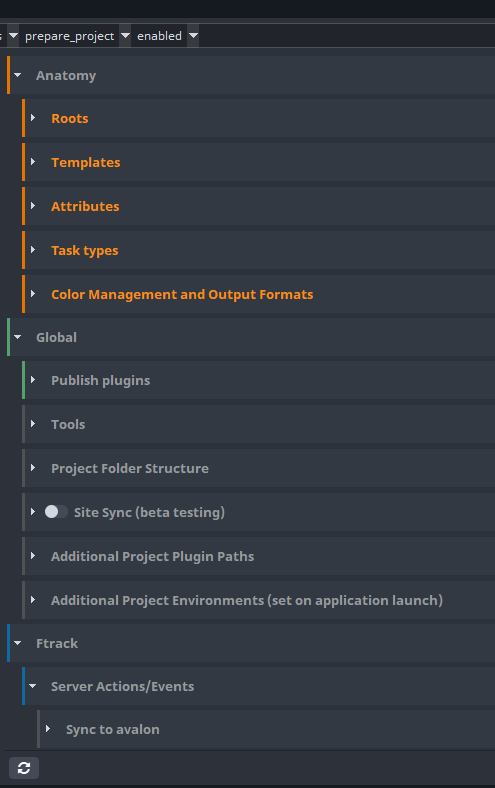 prepare_project enabled
Anatomy
Roots
Templates
Attributes
Task types
Color Management and Output Formats
Global
Publish plugins
Tools
Project Folder Structure
Site Sync (beta testing)
Additional Project Plugin Paths
Additional Project Environments (set on application launch)
Ftrack
Server Actions/Events
Sync to avalon